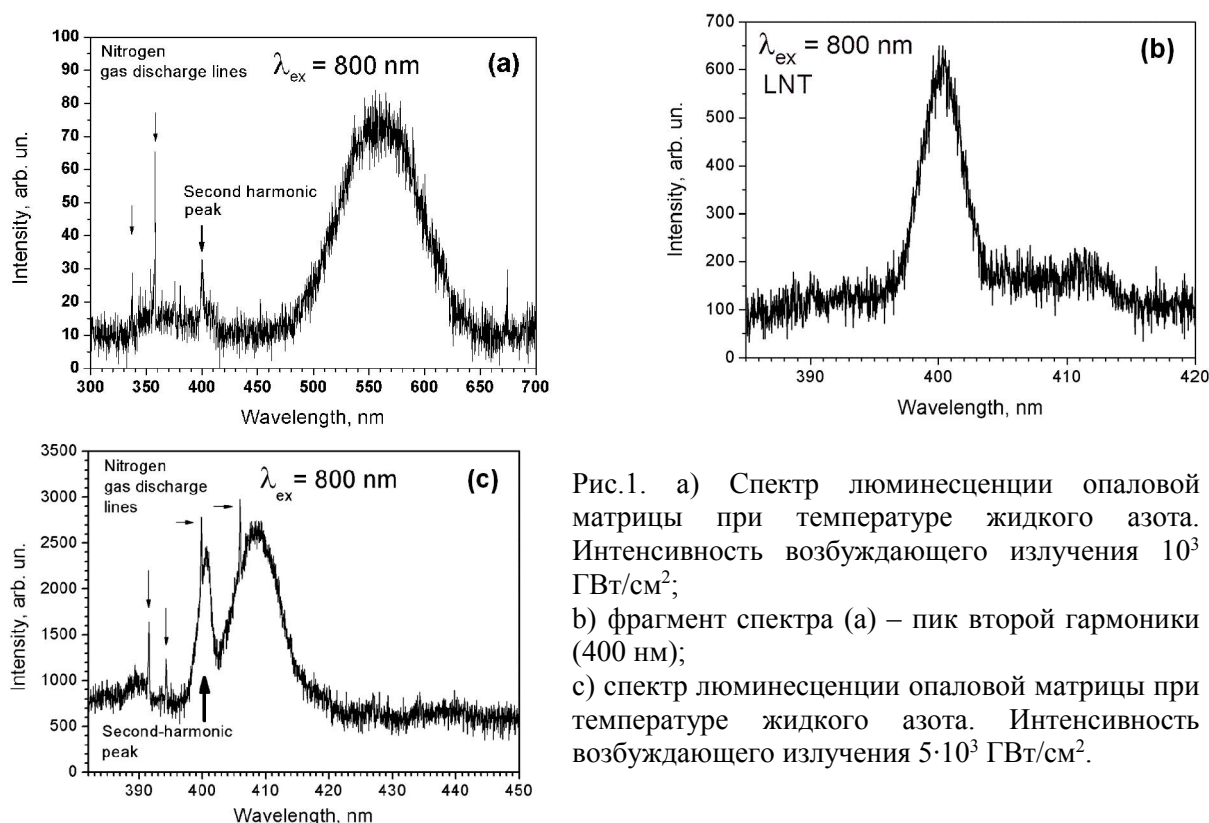 Nitrogen
gas discharge lines
λex = 800 nm
(a)
Second harmonic
peak
Intensity, arb. un.
100
90
80
70
60
50
40
30
20
10
0
300 350 400 450 500 550 600 650 700
Wavelength, nm
λex = 800 nm
LNT
(b)
Intensity, arb. un.
700
600
500
400
300
200
100
0
390 400 410 420
Wavelength, nm
Nitrogen
gas discharge
lines
λex = 800 nm
(c)
Second-harmonic
peak
Intensity, arb. un.
3500
3000
2500
2000
1500
1000
500
0
390 400 410 420 430 440 450
Wavelength, nm
Рис.1. а) Спектр люминесценции опаловой
матрицы при температуре жидкого азота.
Интенсивность возбуждающего излучения 10³
ГВт/см²;
b) фрагмент спектра (а) – пик второй гармоники
(400 нм);
c) спектр люминесценции опаловой матрицы при
температуре жидкого азота. Интенсивность
возбуждающего излучения 5·10³ ГВт/см².